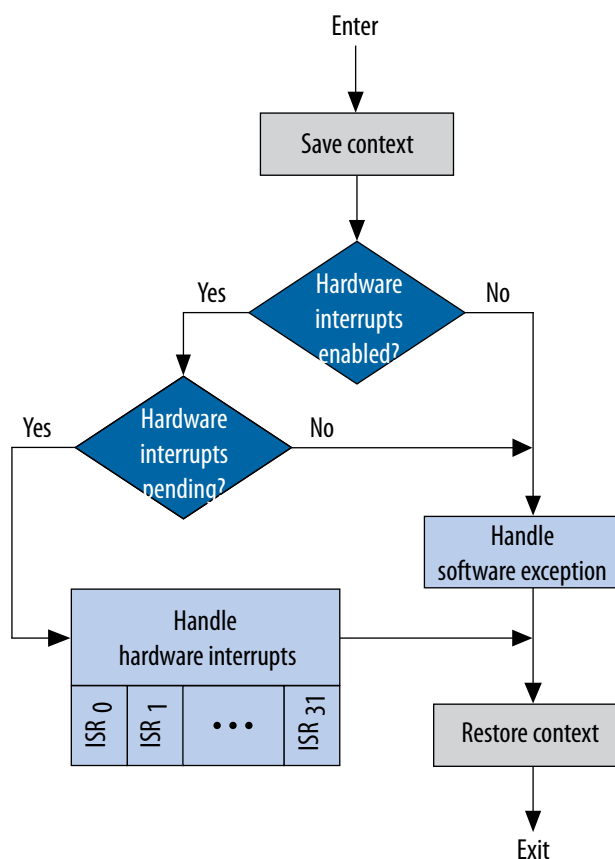 Enter
Save context
Yes
Hardware
interrupts
enabled?
No
Yes
Hardware
interrupts
pending?
No
Handle
software exception
Handle
hardware interrupts
ISR 0
ISR 1
•••
ISR 31
Restore context
Exit